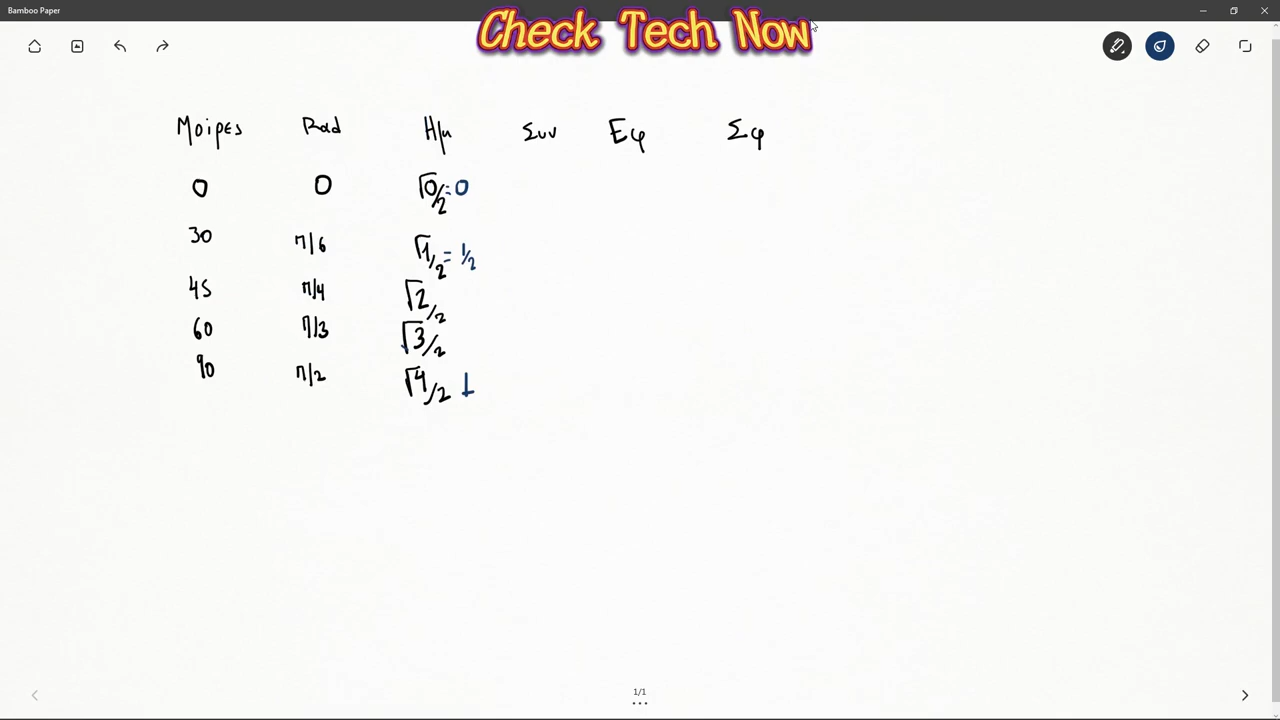 Bamboo Paper
Check Tech Now
Μοίρες Rad Ημ Συν Εφ Σφ
0 0 √0/2 = 0
30 π/6 √1/2 = 1/2
45 π/4 √2/2
60 π/3 √3/2
90 π/2 √4/2 1
1/1